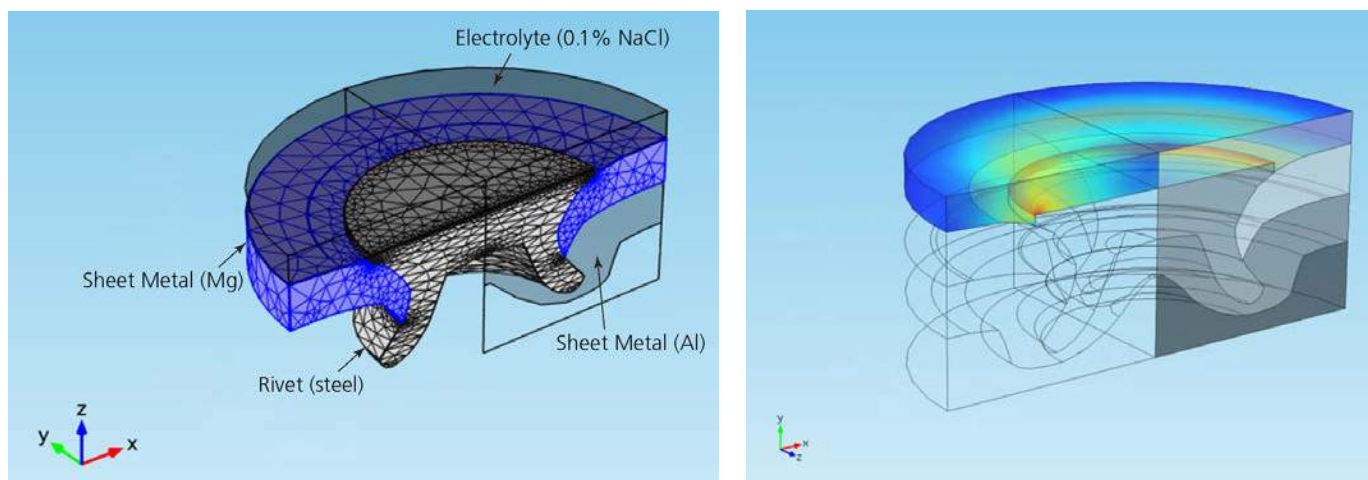 Electrolyte (0.1% NaCl)
Sheet Metal (Mg)
Sheet Metal (Al)
Rivet (steel)
z
y
x
y
x
z